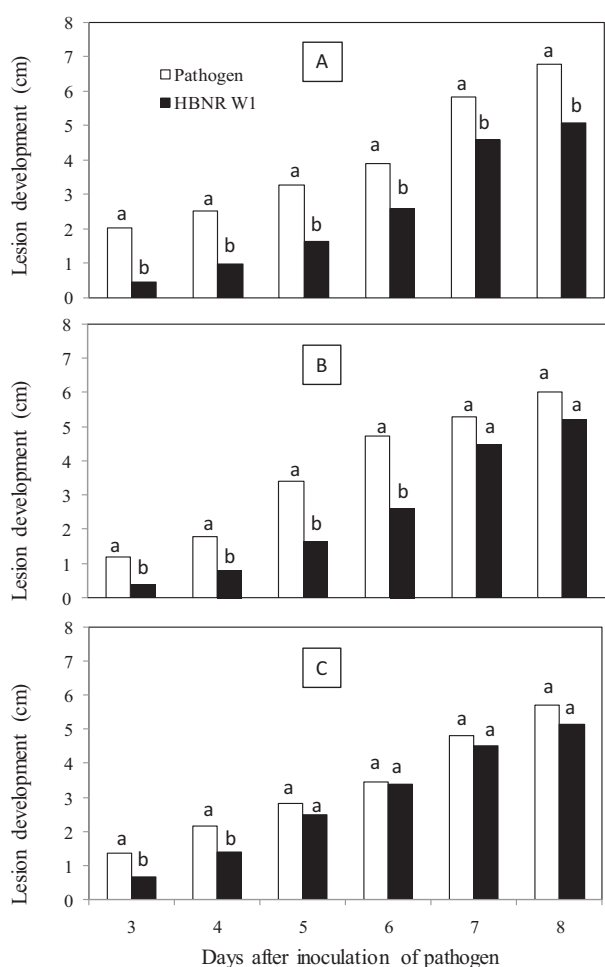 Lesion development (cm)
8
7
6
5
4
3
2
1
0
A
Pathogen
HBNR W1
a
b
a
b
a
b
a
b
a
b
a
b
Lesion development (cm)
8
7
6
5
4
3
2
1
0
B
a
b
a
b
a
b
a
b
a
a
a
a
Lesion development (cm)
8
7
6
5
4
3
2
1
0
C
a
b
a
b
a
a
a
a
a
a
a
a
3 4 5 6 7 8
Days after inoculation of pathogen